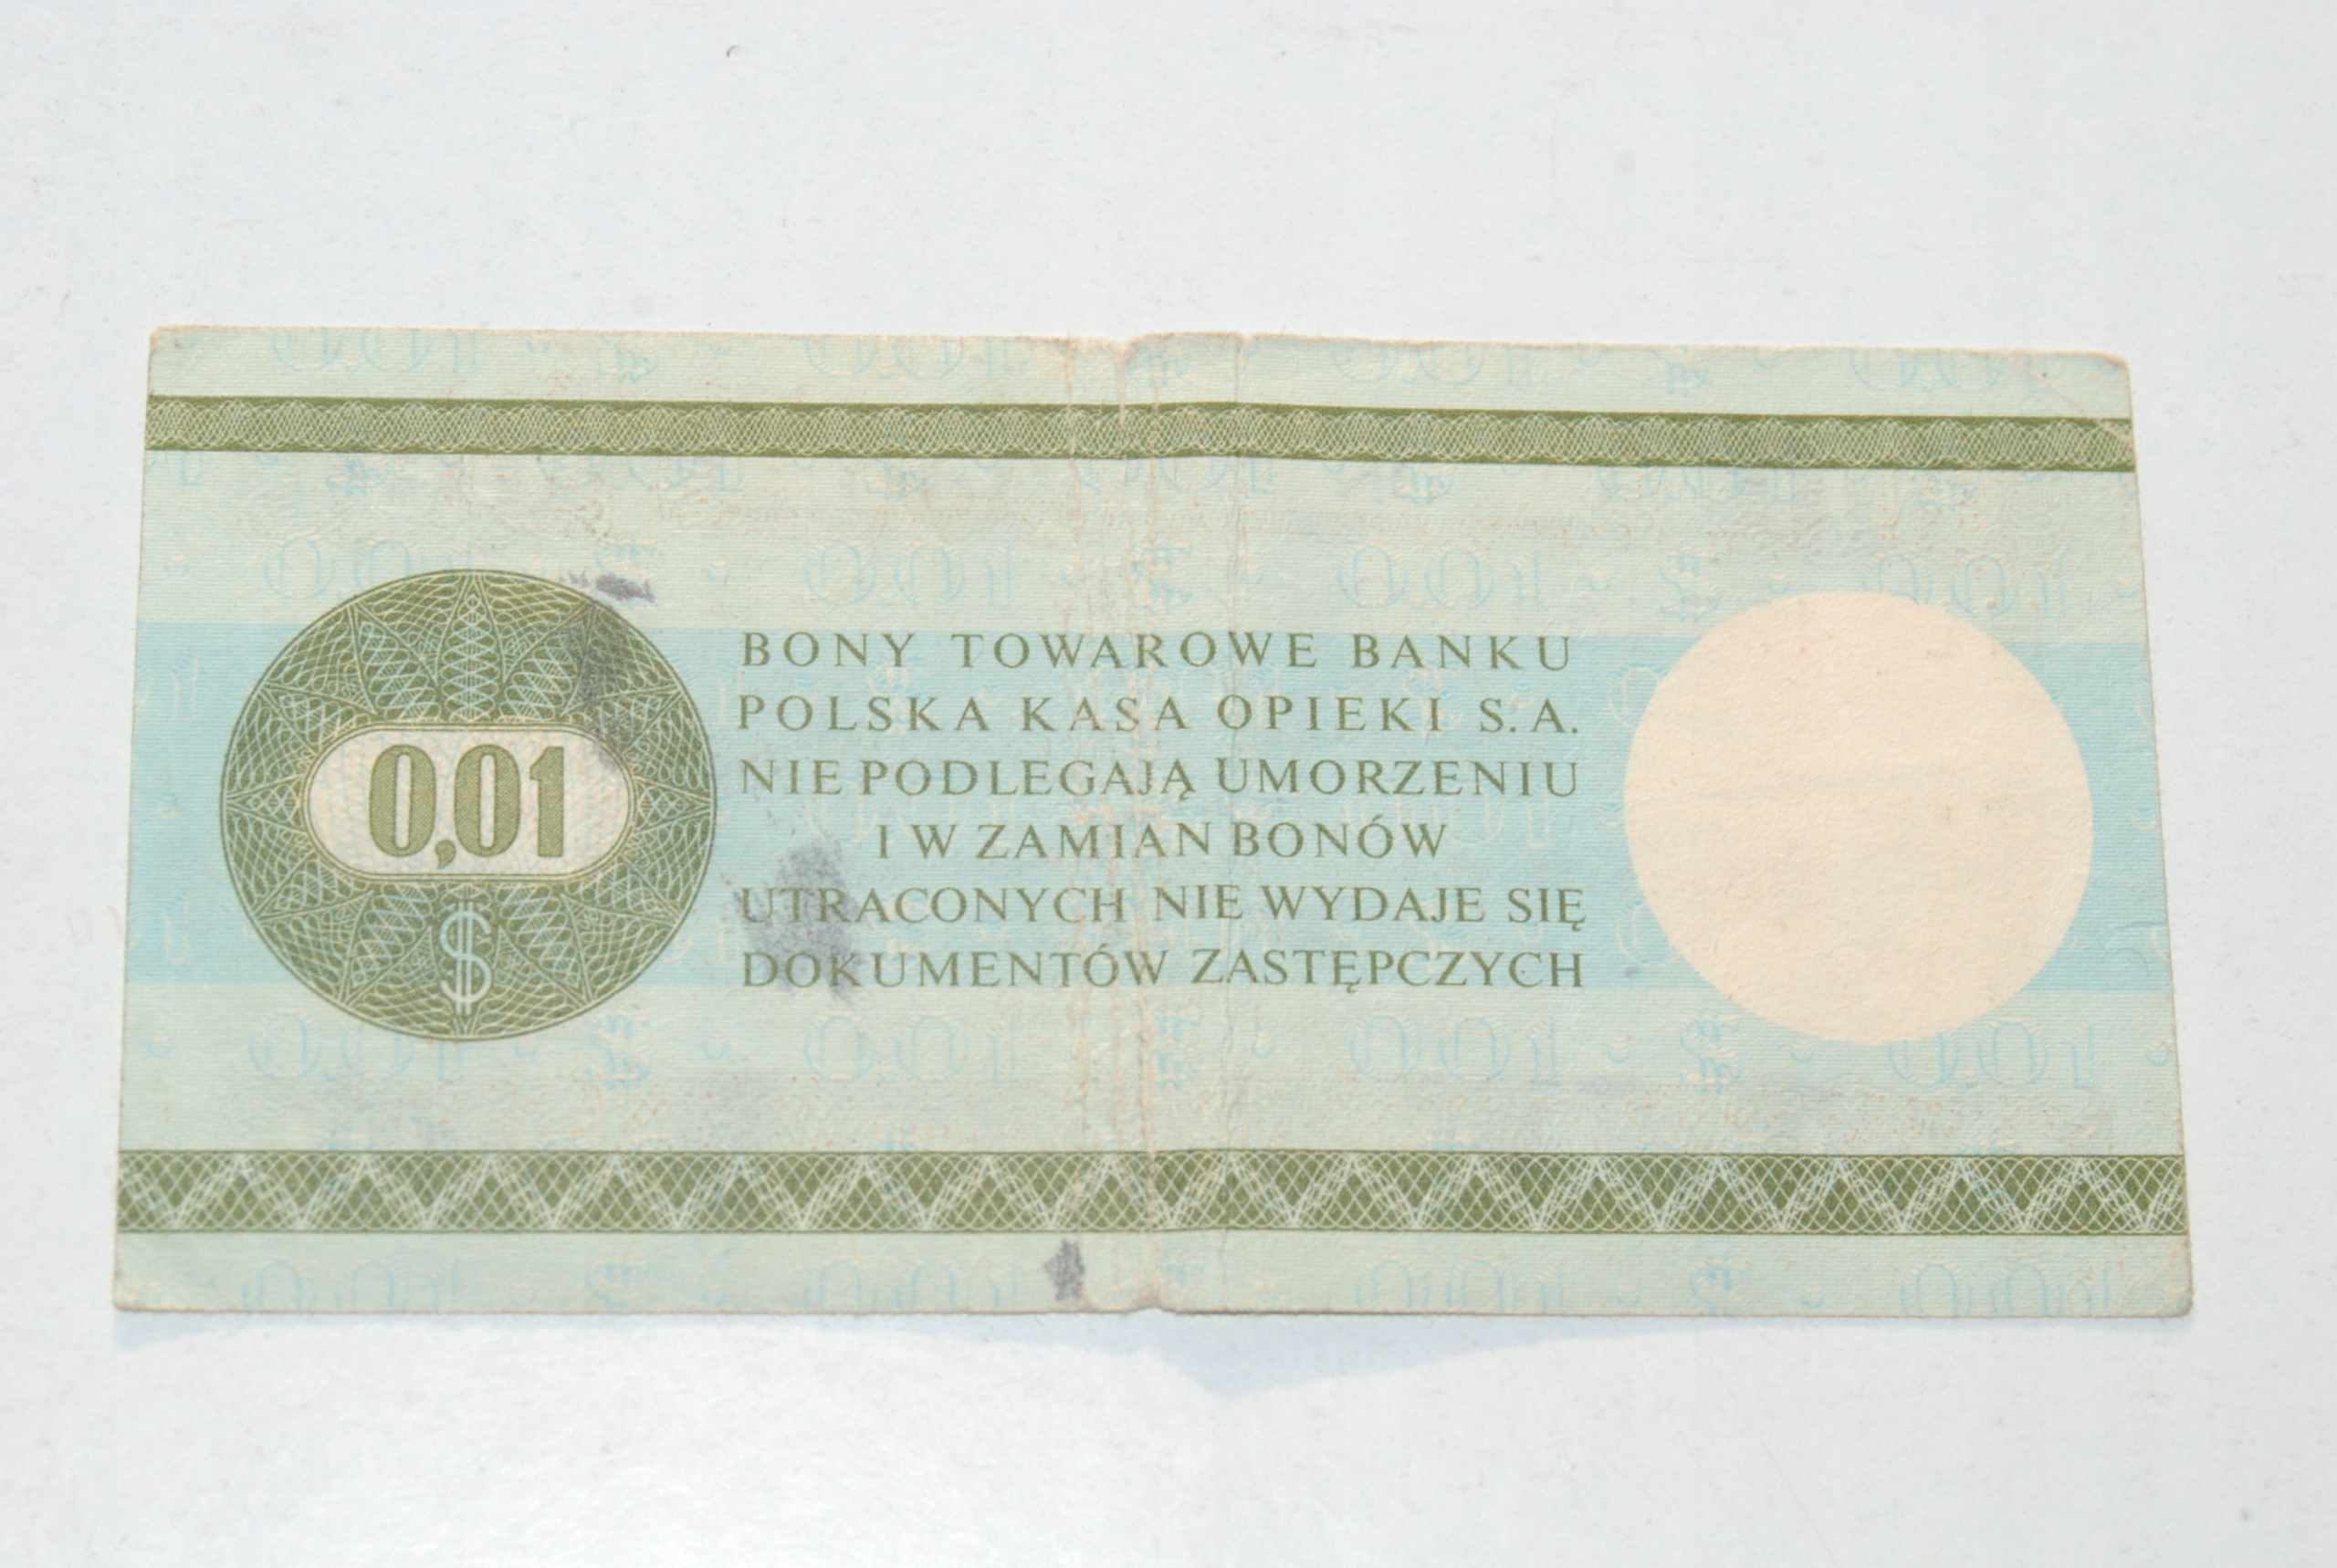 BONY TOWAROWE BANKU
POLSKA KASA OPIEKI S.A.
NIE PODLEGAJĄ UMORZENIU
I W ZAMIAN BONÓW
UTRACONYCH NIE WYDAJE SIĘ
DOKUMENTÓW ZASTĘPCZYCH
0,01
$